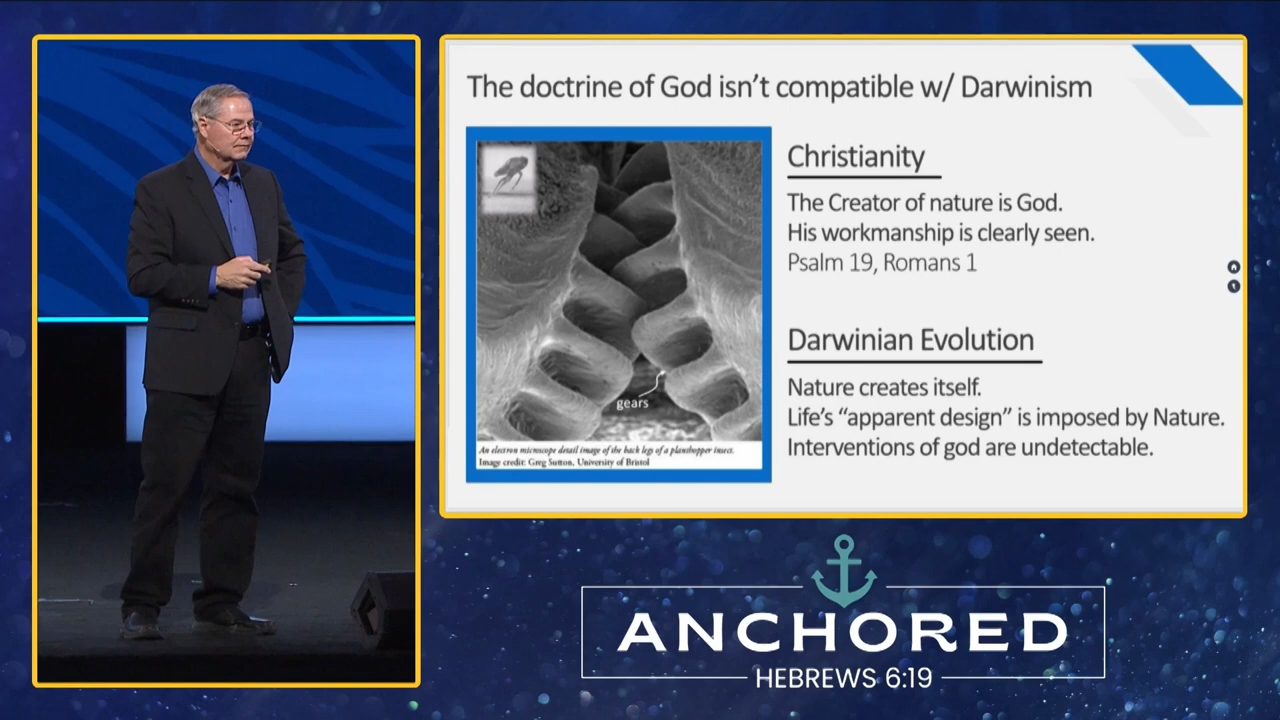 The doctrine of God isn't compatible w/ Darwinism
gears
An electron microscope detail image of the back legs of a planthopper insect.
Image credit: Greg Sutton, University of Bristol
Christianity
The Creator of nature is God.
His workmanship is clearly seen.
Psalm 19, Romans 1
Darwinian Evolution
Nature creates itself.
Life's “apparent design” is imposed by Nature.
Interventions of god are undetectable.
ANCHORED
HEBREWS 6:19